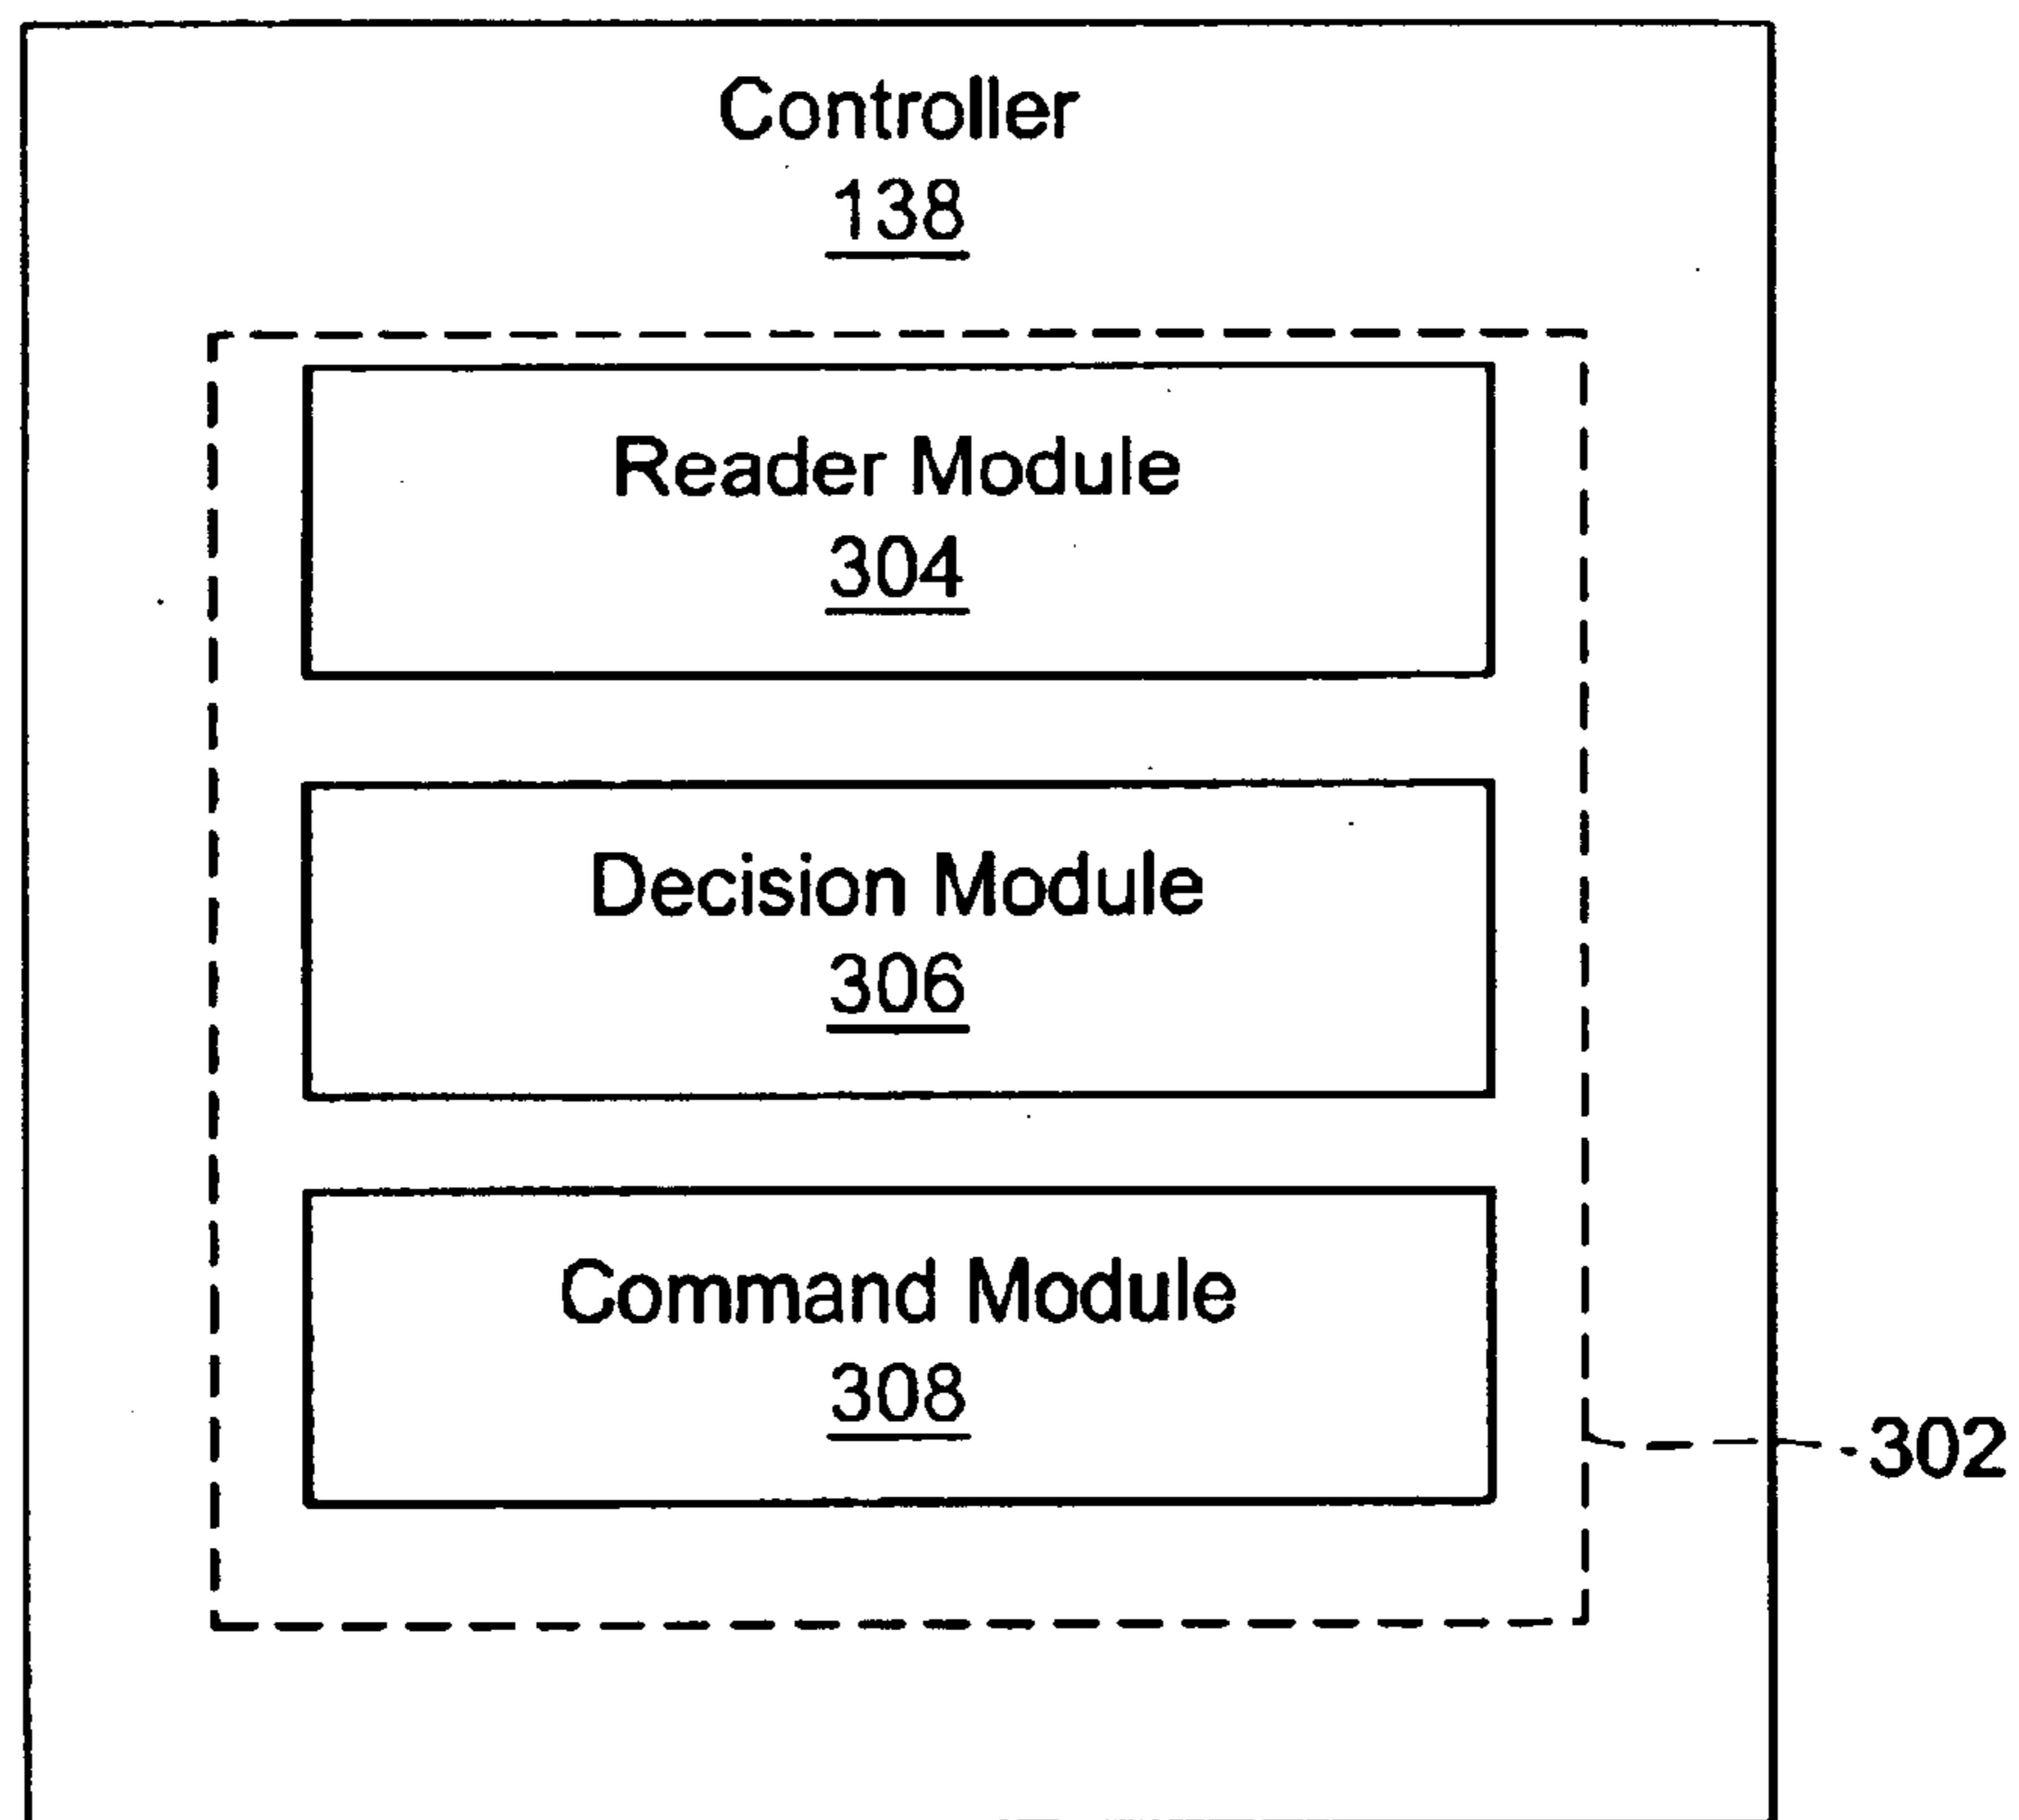 Controller
138
Reader Module
304
Decision Module
306
Command Module
308
302